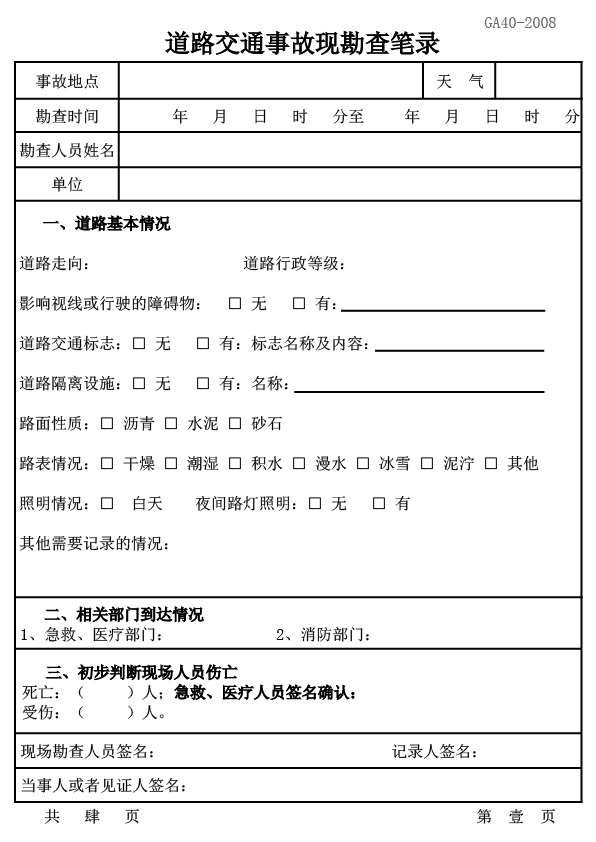 GA40-2008
道路交通事故现勘查笔录
事故地点 天 气
勘查时间 年 月 日 时 分至 年 月 日 时 分
勘查人员姓名
单位
一、道路基本情况
道路走向： 道路行政等级：
影响视线或行驶的障碍物： □ 无 □ 有：
道路交通标志：□ 无 □ 有：标志名称及内容：
道路隔离设施：□ 无 □ 有：名称：
路面性质：□ 沥青 □ 水泥 □ 砂石
路表情况：□ 干燥 □ 潮湿 □ 积水 □ 漫水 □ 冰雪 □ 泥泞 □ 其他
照明情况：□ 白天 夜间路灯照明：□ 无 □ 有
其他需要记录的情况：
二、相关部门到达情况
1、急救、医疗部门： 2、消防部门：
三、初步判断现场人员伤亡
死亡：（ ）人；急救、医疗人员签名确认：
受伤：（ ）人。
现场勘查人员签名： 记录人签名：
当事人或者见证人签名：
共 肆 页 第 壹 页